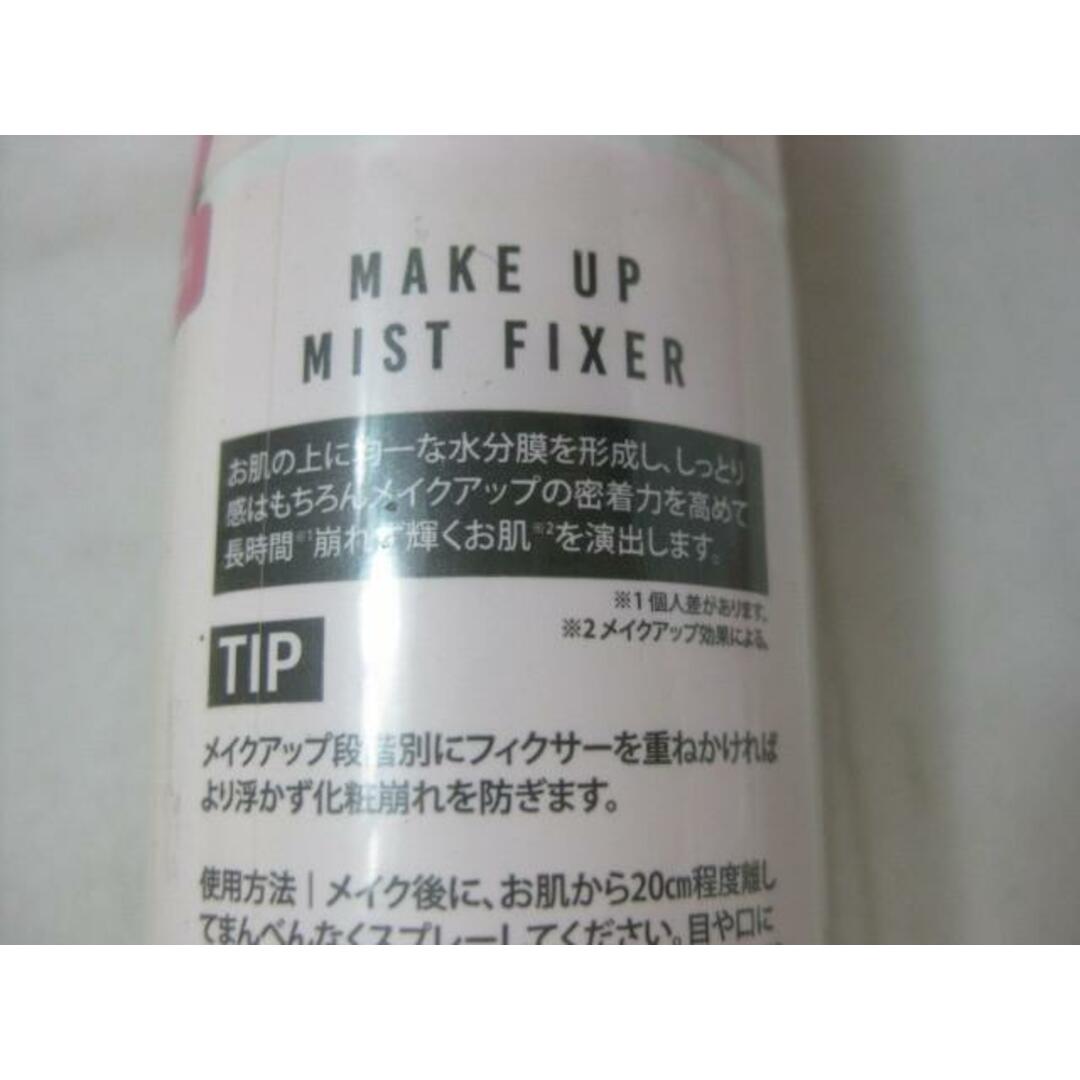 MAKE UP
MIST FIXER
お肌の上に均一な水分膜を形成し、しっとり
感はもちろんメイクアップの密着力を高めて
長時間※1崩れず輝くお肌※2を演出します。
※1 個人差があります。
※2 メイクアップ効果による。
TIP
メイクアップ段階別にフィクサーを重ねかければ
より浮かず化粧崩れを防ぎます。
使用方法 | メイク後に、お肌から20cm程度離し
てまんべんなくスプレーしてください。目や口に